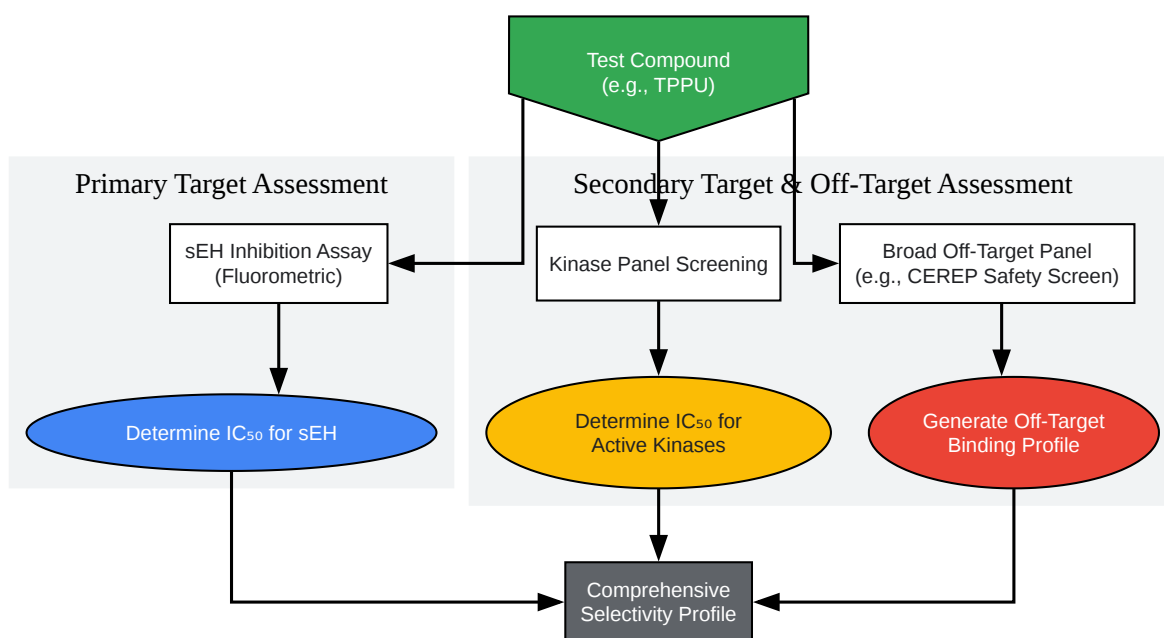 Test Compound
(e.g., TPPU)
Primary Target Assessment
Secondary Target & Off-Target Assessment
sEH Inhibition Assay
(Fluorometric)
Kinase Panel Screening
Broad Off-Target Panel
(e.g., CEREP Safety Screen)
Determine IC₅₀ for sEH
Determine IC₅₀ for
Active Kinases
Generate Off-Target
Binding Profile
Comprehensive
Selectivity Profile